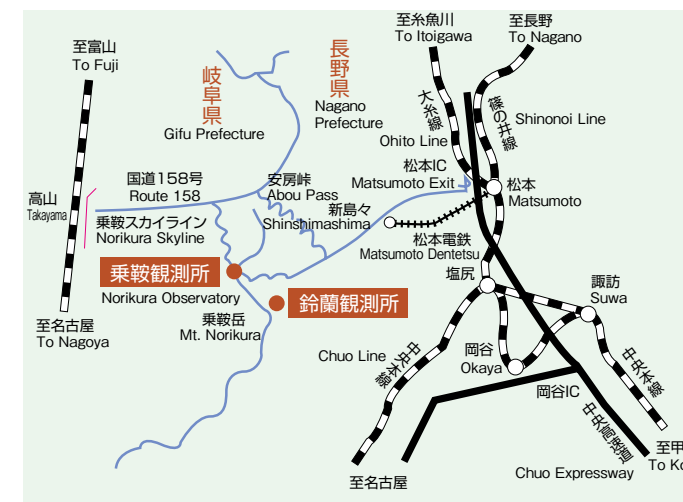 至富山
To Fuji
岐阜県
Gifu Prefecture
長野県
Nagano
Prefecture
至糸魚川
To Itoigawa
至長野
To Nagano
大糸線
Ohito Line
篠の井線
Shinonoi Line
松本IC
Matsumoto Exit
松本
Matsumoto
高山
Takayama
国道158号
Route 158
安房峠
Abou Pass
乗鞍スカイライン
Norikura Skyline
新島々
Shinshimashima
松本電鉄
Matsumoto Dentetsu
塩尻
諏訪
Suwa
乗鞍観測所
Norikura Observatory
鈴蘭観測所
乗鞍岳
Mt. Norikura
至名古屋
To Nagoya
Chuo Line
中央本線
岡谷
Okaya
中央本線
岡谷IC
中央高速道
Chuo Expressway
至名古屋
至甲
To Ko